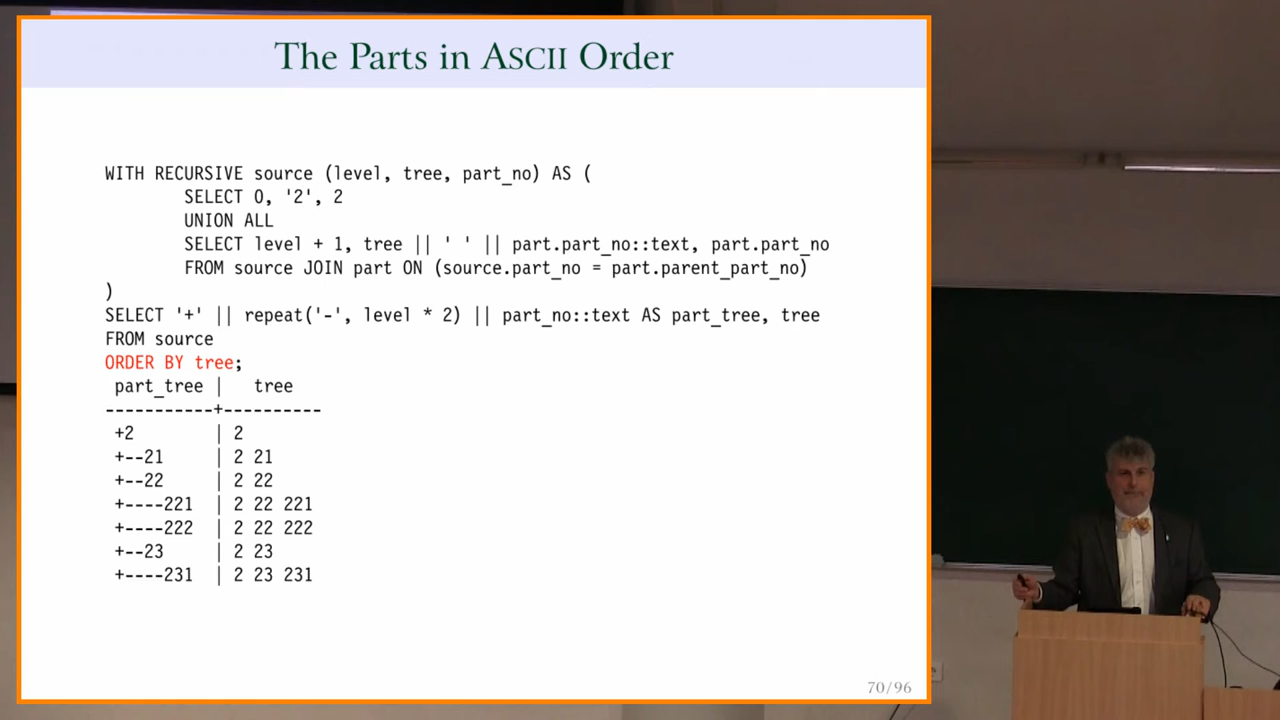 The Parts in ASCII Order
WITH RECURSIVE source (level, tree, part_no) AS (
        SELECT 0, '2', 2
        UNION ALL
        SELECT level + 1, tree || ' ' || part.part_no::text, part.part_no
        FROM source JOIN part ON (source.part_no = part.parent_part_no)
)
SELECT '+' || repeat('-', level * 2) || part_no::text AS part_tree, tree
FROM source
ORDER BY tree;
 part_tree |   tree
-----------+----------
 +2        | 2
 +--21     | 2 21
 +--22     | 2 22
 +----221  | 2 22 221
 +----222  | 2 22 222
 +--23     | 2 23
 +----231  | 2 23 231
70/96